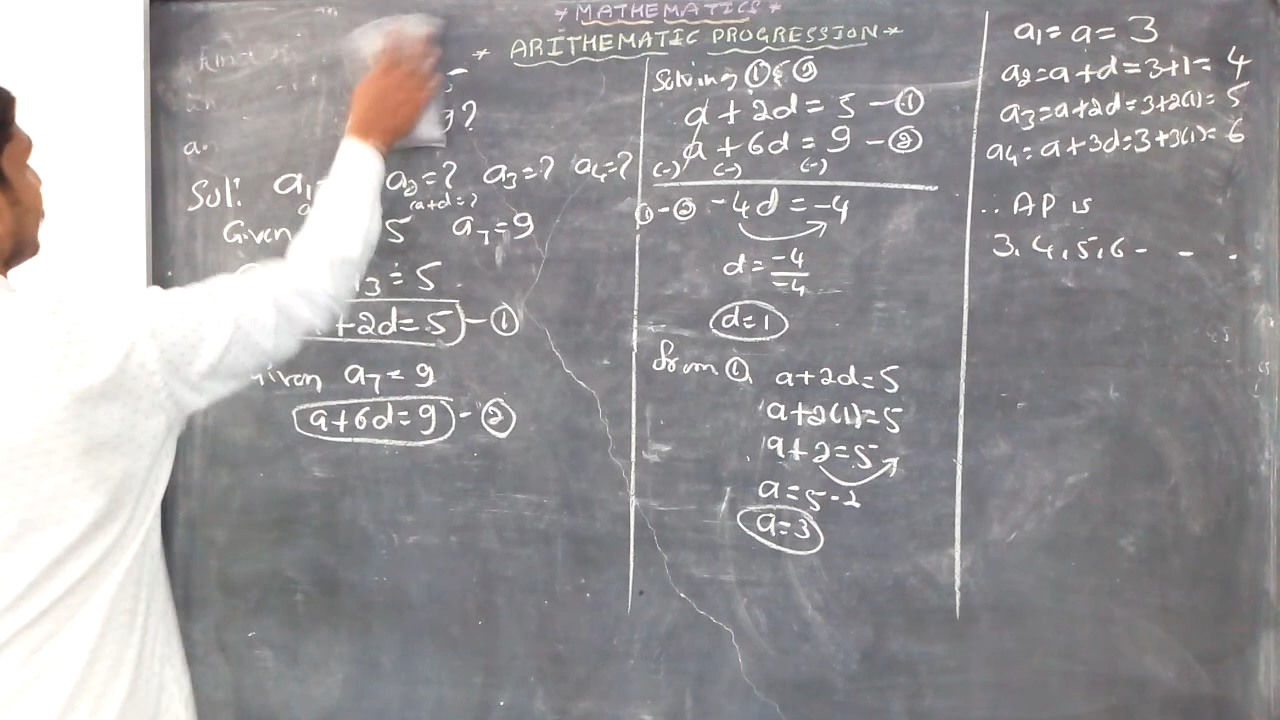 * MATHEMATICS *
* ARITHEMATIC PROGRESSION *
?
Sol: a₁= a₂=? a₃=? a₄=?
a+d=?
Given 5 a₇=9
₃=5
+2d=5 - ①
Given a₇=9
a+6d=9 - ②
Solving ① & ②
a+2d=5 - ①
a+6d=9 - ②
(-) (-) (-)
①-② -4d=-4
d=-4/-4
d=1
from ①, a+2d=5
a+2(1)=5
a+2=5
a=5-2
a=3
a₁=a=3
a₂=a+d=3+1=4
a₃=a+2d=3+2(1)=5
a₄=a+3d=3+3(1)=6
∴ AP is
3,4,5,6- - .